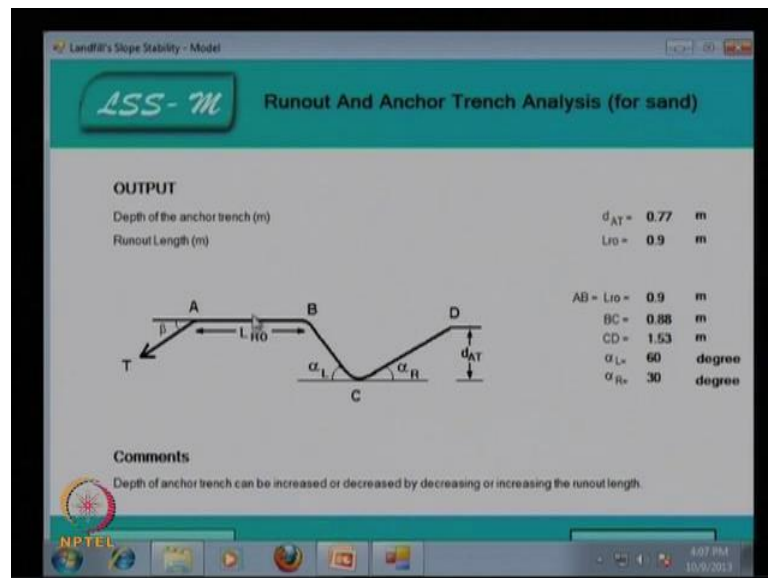 Landfill's Slope Stability - Model
LSS-M
Runout And Anchor Trench Analysis (for sand)
OUTPUT
Depth of the anchor trench (m) d AT = 0.77 m
Runout Length (m) Lro = 0.9 m
AB = Lro = 0.9 m
BC = 0.88 m
CD = 1.53 m
α L= 60 degree
α R= 30 degree
A B D
β L RO
T α L α R d AT
C
Comments
Depth of anchor trench can be increased or decreased by decreasing or increasing the runout length.
NPTEL
4:07 PM
10/9/2013